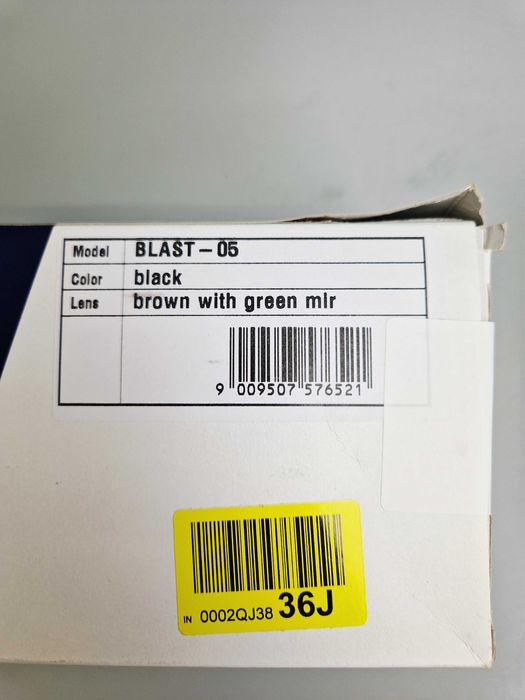 Model BLAST-05
Color black
Lens brown with green mir
9 009507 576521
IN 0002QJ38 36J